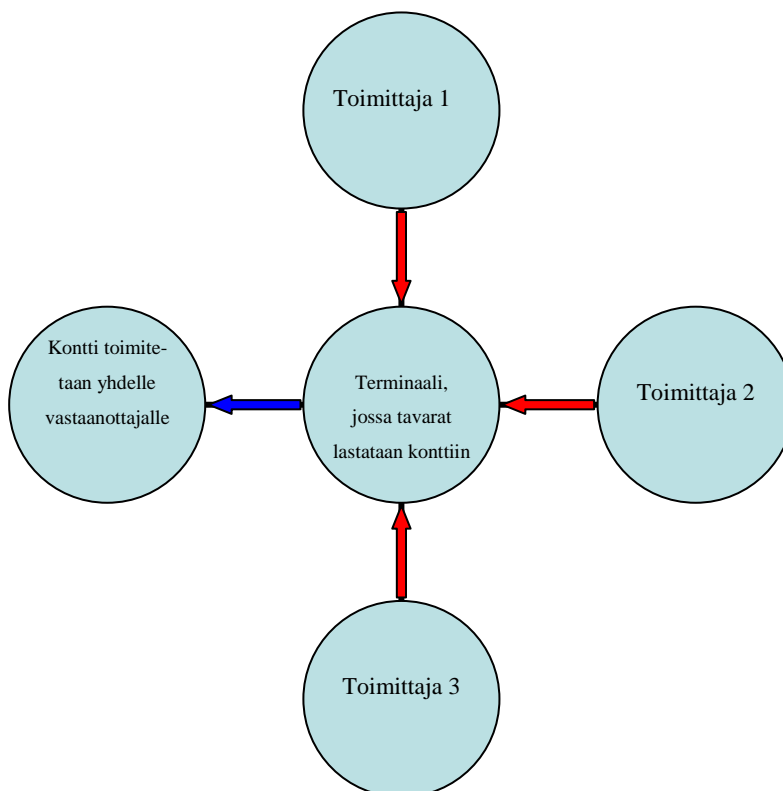 Toimittaja 1
Kontti toimite-
taan yhdelle
vastaanottajalle
Terminaali,
jossa tavarat
lastataan konttiin
Toimittaja 2
Toimittaja 3